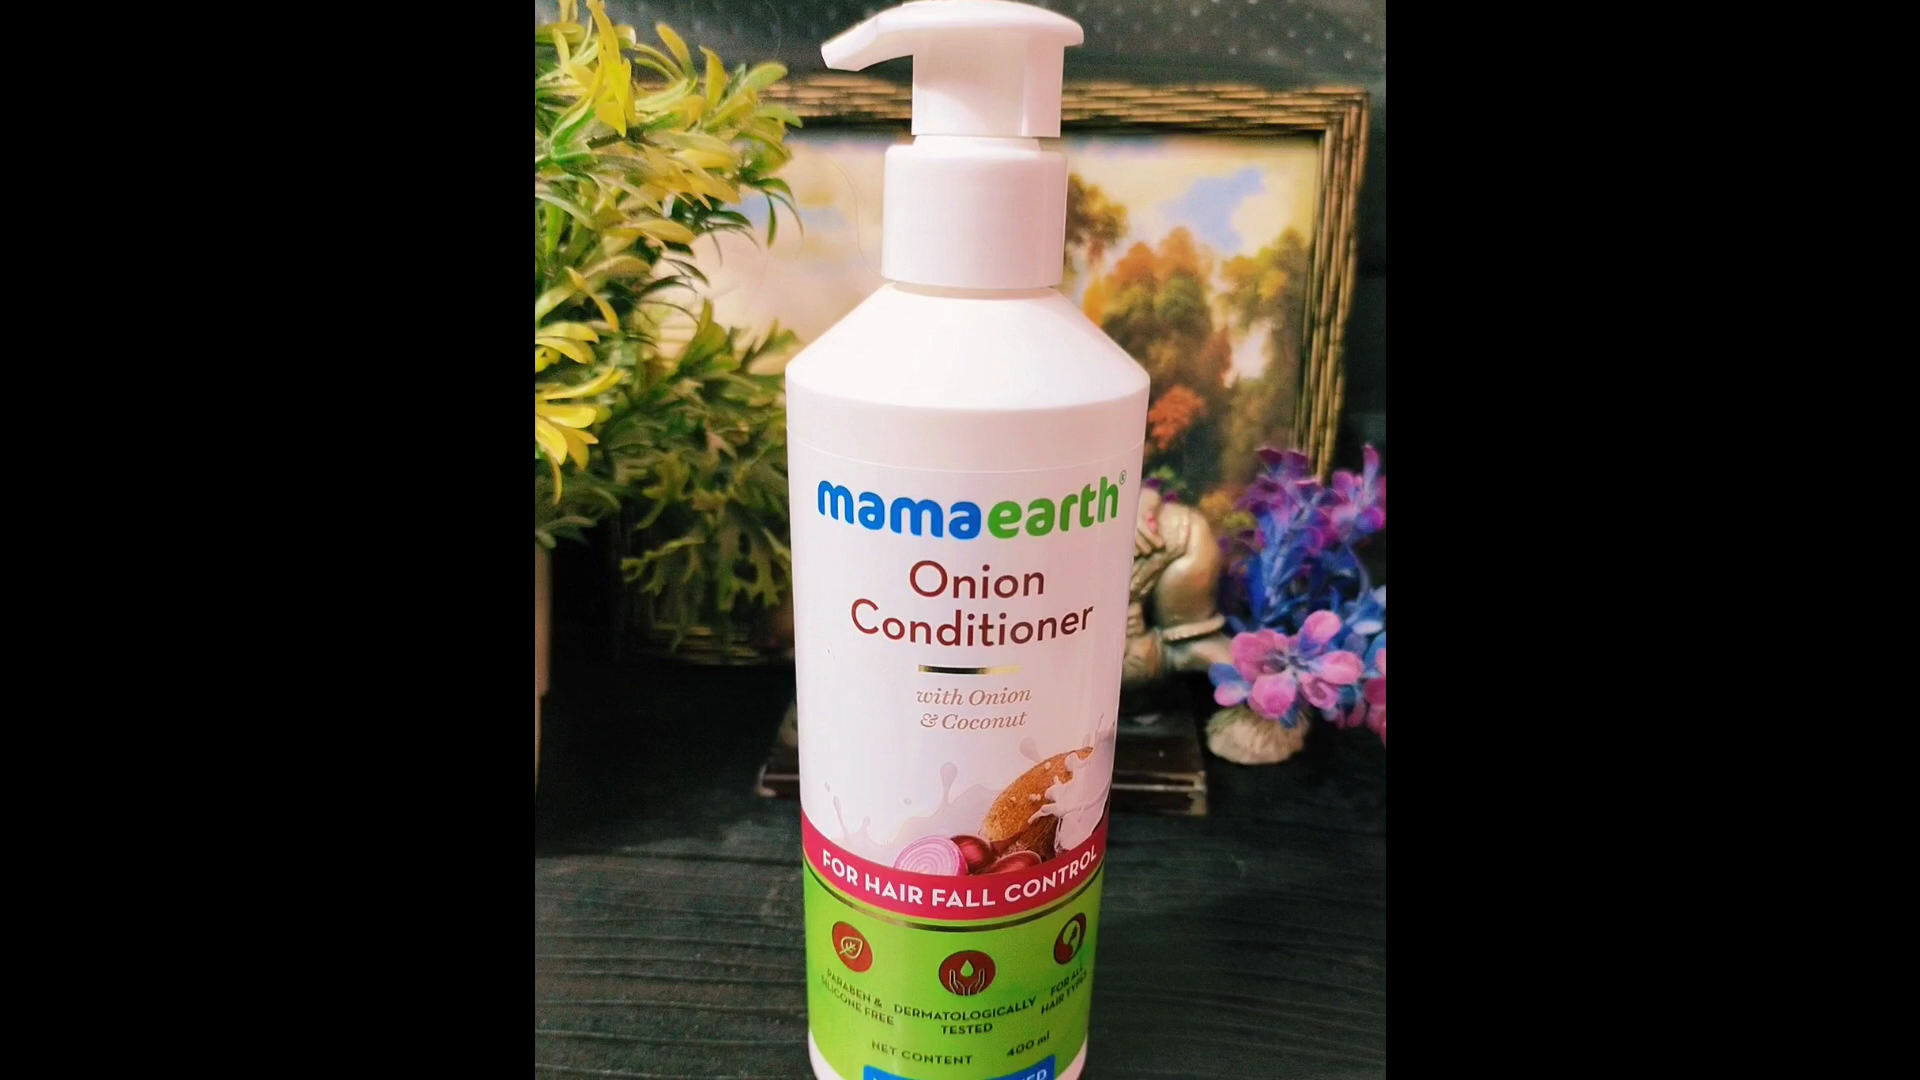 mamaearth®
Onion
Conditioner
with Onion
& Coconut
FOR HAIR FALL CONTROL
PARABEN &
SILICONE FREE
DERMATOLOGICALLY
TESTED
FOR ALL
HAIR TYPES
NET CONTENT 400 ml